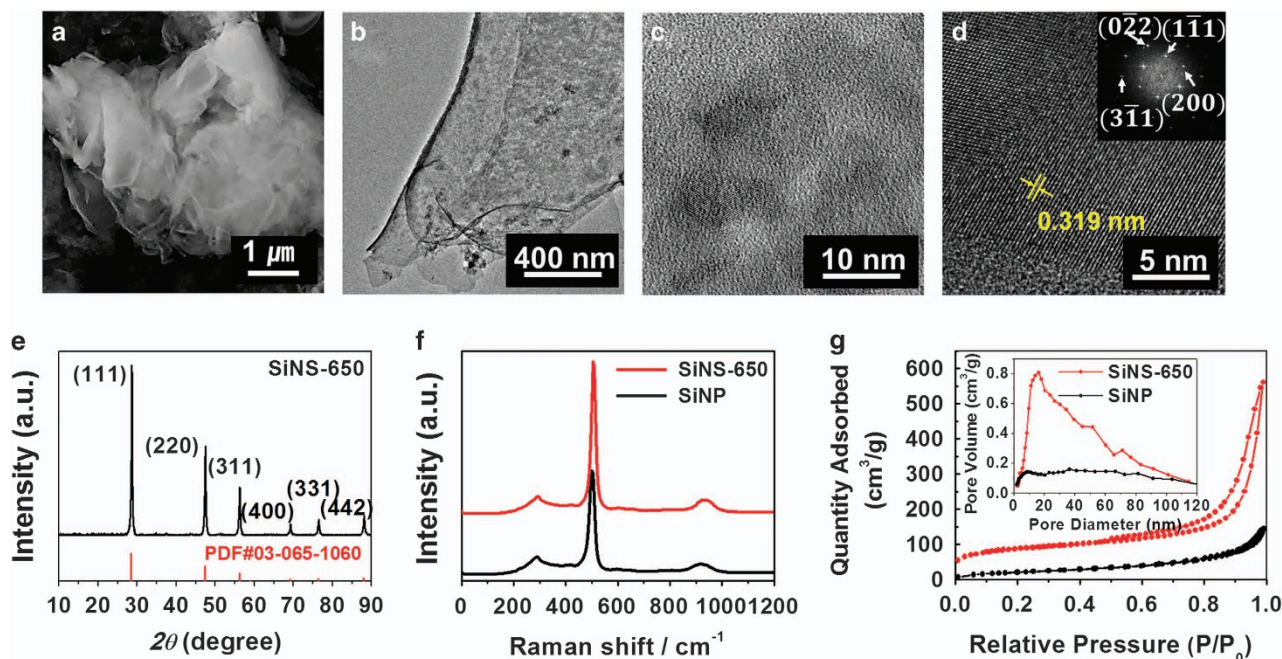 a
1 μm
b
400 nm
c
10 nm
d
(02̅2) (11̅1)
(31̅1)
(200)
0.319 nm
5 nm
e
SiNS-650
(111)
(220)
(311)
(400)
(331)
(442)
PDF#03-065-1060
Intensity (a.u.)
10 20 30 40 50 60 70 80 90
2θ (degree)
f
SiNS-650
SiNP
Intensity (a.u.)
0 200 400 600 800 1000 1200
Raman shift / cm⁻¹
g
600
500
400
300
200
100
0
Quantity Adsorbed
(cm³/g)
SiNS-650
SiNP
0.8
0.6
0.4
0.2
0.0
Pore Volume (cm³/g)
0 20 40 60 80 100 120
Pore Diameter (nm)
0.0 0.2 0.4 0.6 0.8 1.0
Relative Pressure (P/P₀)